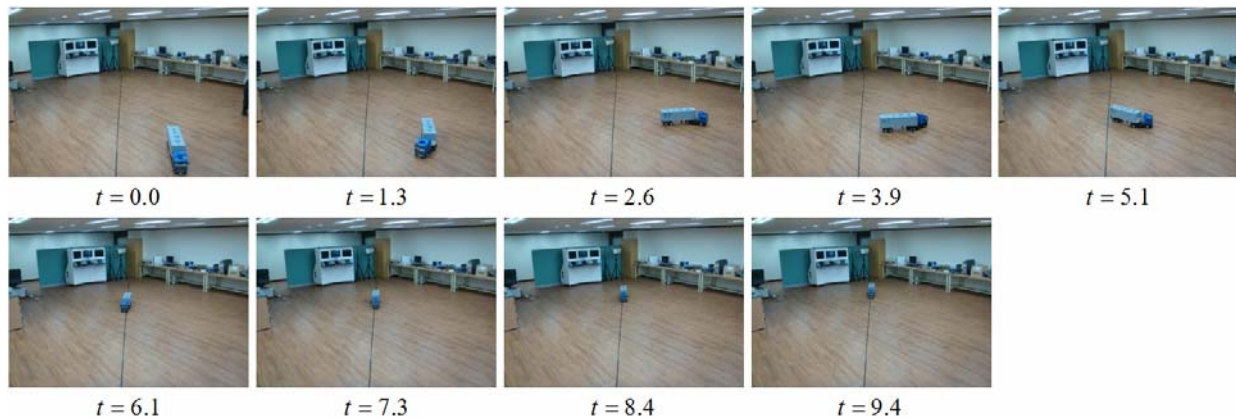 t = 0.0
t = 1.3
t = 2.6
t = 3.9
t = 5.1
t = 6.1
t = 7.3
t = 8.4
t = 9.4